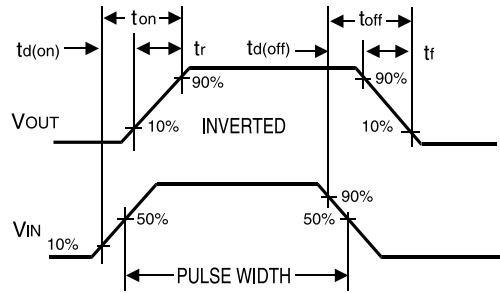 ton toff
td(on) tr td(off) tf
90% 90%
VOUT 10% INVERTED 10%
90%
VIN 50% 50%
10%
PULSE WIDTH